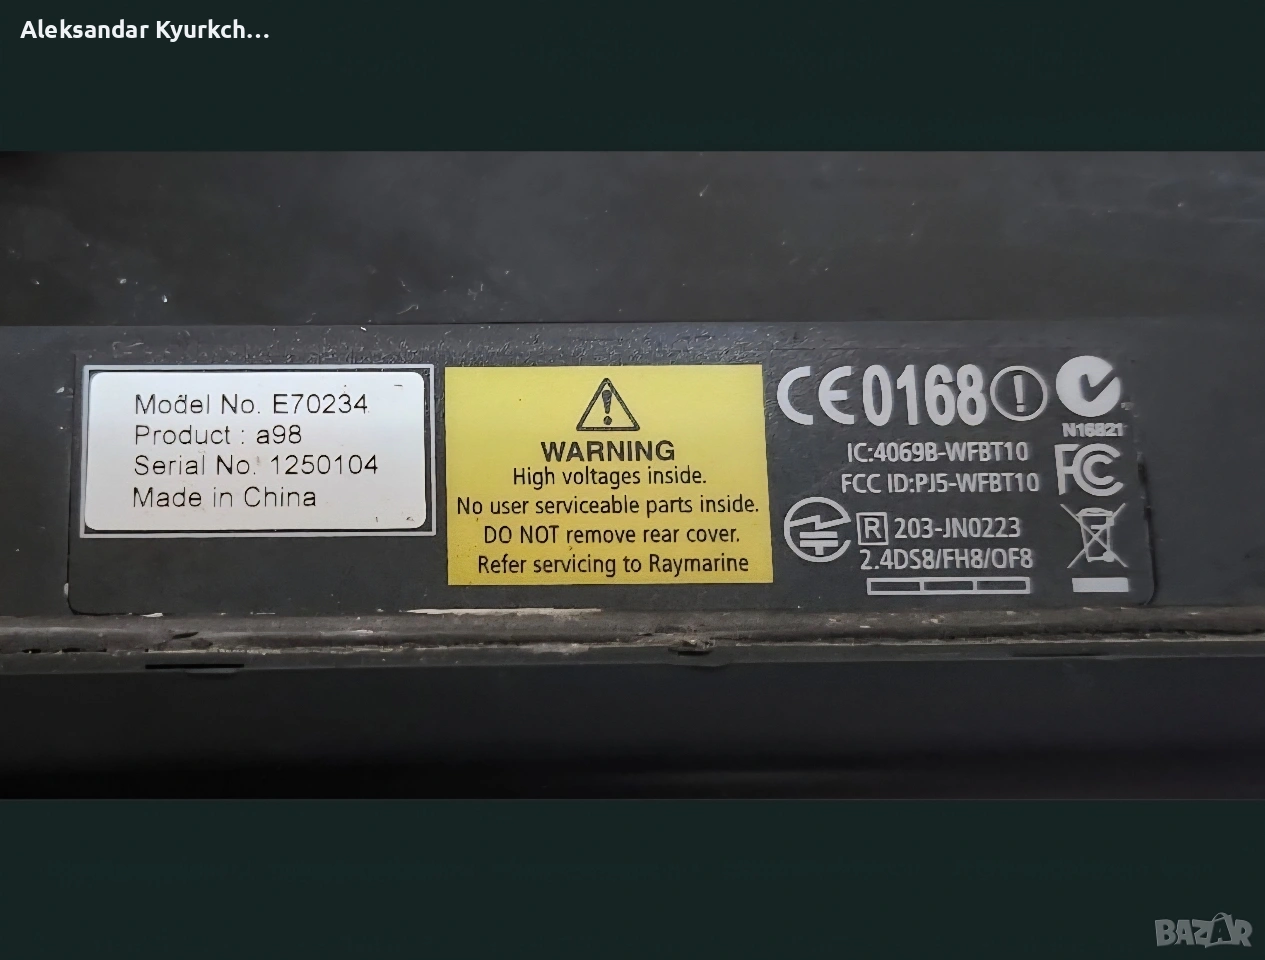 Aleksandar Kyurkch...
Model No. E70234
Product : a98
Serial No. 1250104
Made in China
WARNING
High voltages inside.
No user serviceable parts inside.
DO NOT remove rear cover.
Refer servicing to Raymarine
CE0168
N16821
IC:4069B-WFBT10
FCC ID:PJ5-WFBT10
FC
R 203-JN0223
2.4DS8/FH8/OF8
BAZAR